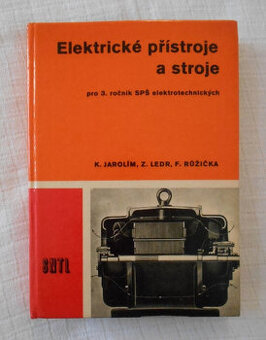 Elektrické přístroje
a stroje
pro 3. ročník SPŠ elektrotechnických
K. JAROLÍM, Z. LEDR, F. RŮŽIČKA
SNTL